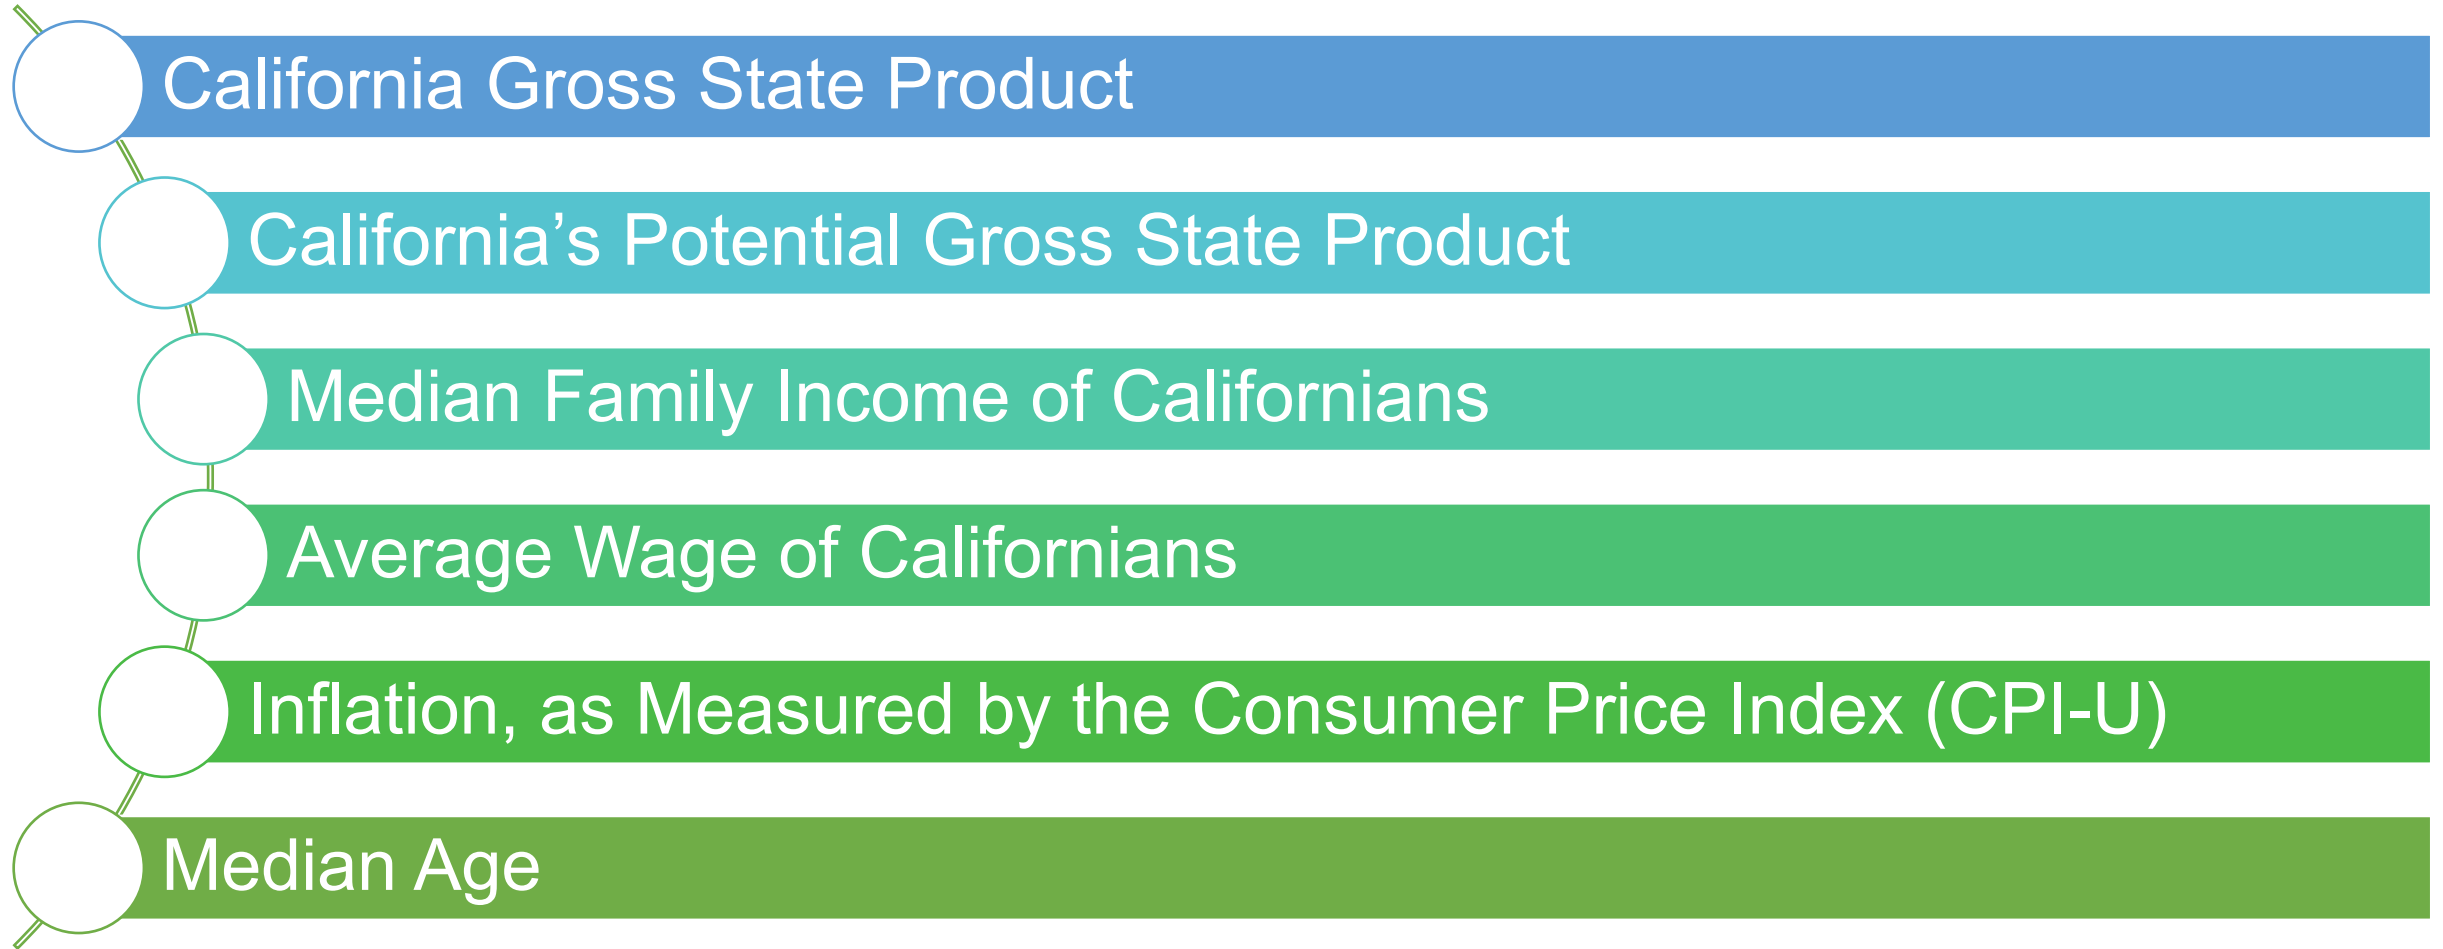 California Gross State Product
California’s Potential Gross State Product
Median Family Income of Californians
Average Wage of Californians
Inflation, as Measured by the Consumer Price Index (CPI-U)
Median Age